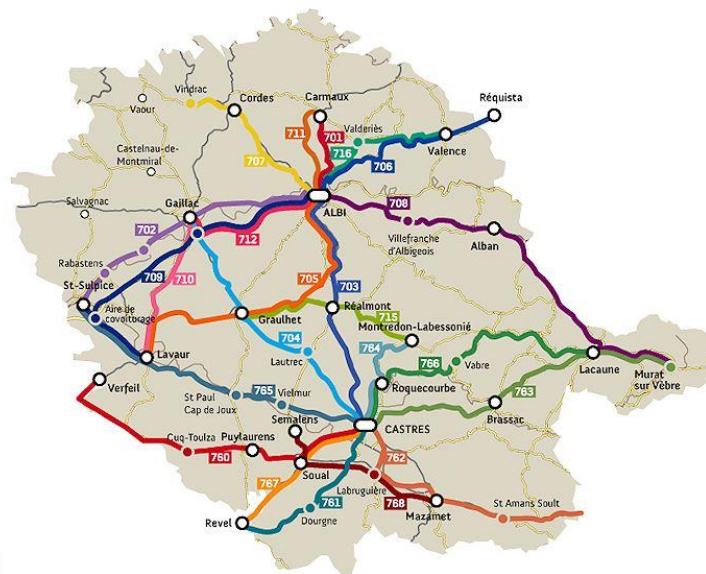 Vindrac
Vaour
Cordes
Carmaux
Réquista
711
701
Valderiès
716
Valence
706
Castelnau-de-
Montmiral
707
Salvagnac
Gaillac
ALBI
708
702
712
Villefranche
d'Albigeois
Alban
Rabastens
709
710
705
703
St-Sulpice
Aire de
covoiturage
Graulhet
Réalmont
715
Montredon-Labessonié
704
764
766
Lavaur
Lautrec
Vabre
Lacaune
Murat
sur Vèbre
Verfeil
Roquecourbe
763
765
Vielmur
St Paul
Cap de Joux
Semalens
CASTRES
Brassac
Cuq-Toulza
Puylaurens
760
762
Soual
767
Labruguière
768
761
Mazamet
St Amans Soult
Revel
Dourgne